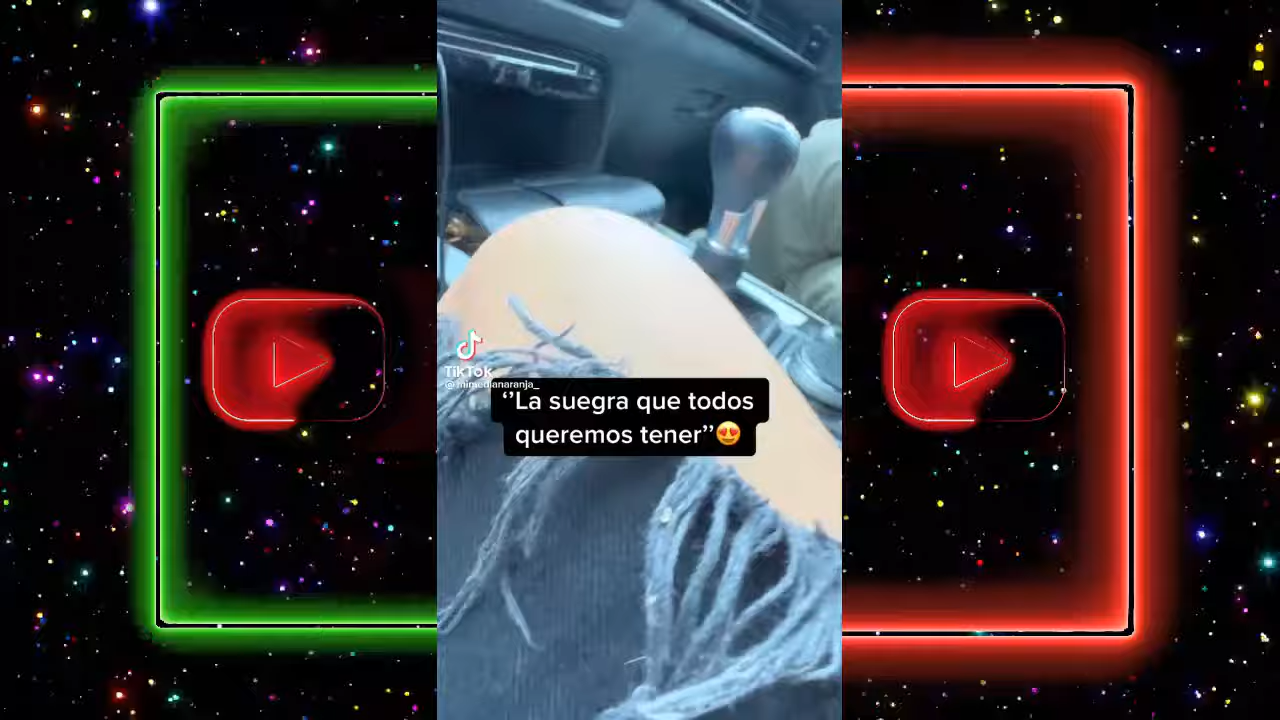 TikTok
@mimedianaranja_
‘’La suegra que todos
queremos tener’’😍